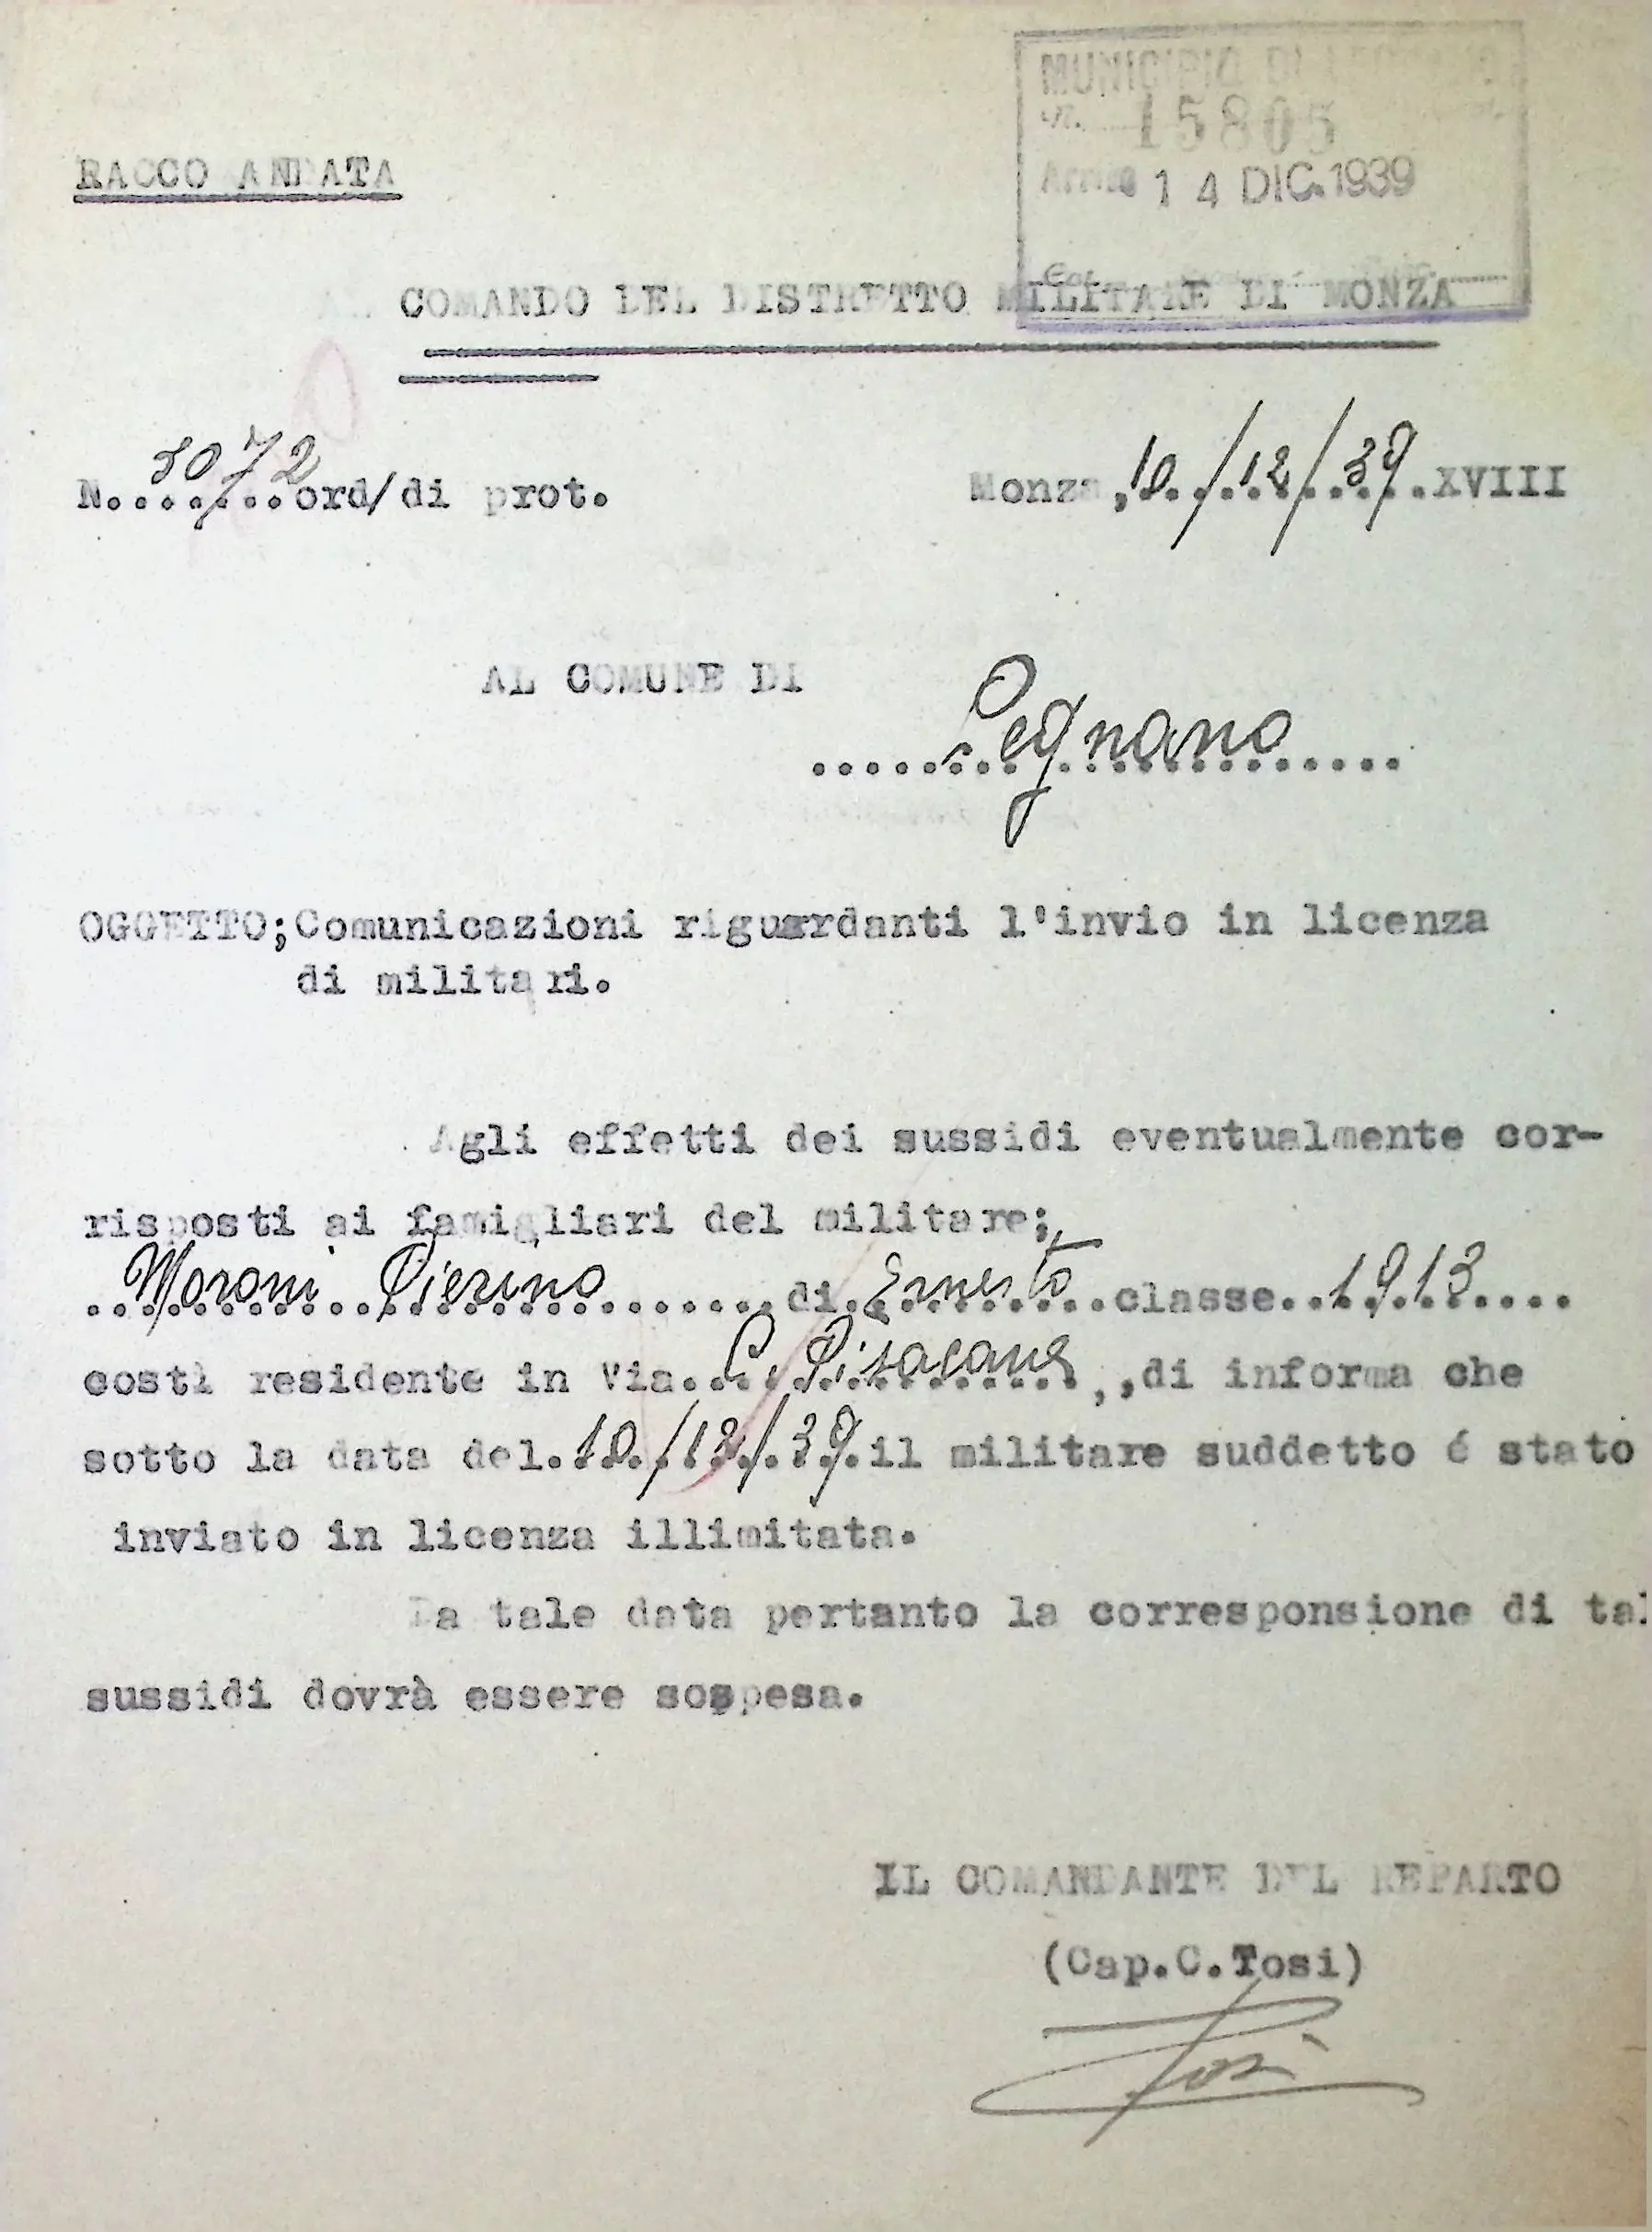 MUNICIPIO DI LEGNANO
N. 15805
Arrivo 14 DIC. 1939
Cat.
RACCOMANDATA
COMANDO DEL DISTRETTO MILITARE DI MONZA
N. 3072 ord/di prot.
Monza, 10/12/39 XVIII
AL COMUNE DI
Legnano
OGGETTO;Comunicazioni riguardanti l'invio in licenza
di militari.
Agli effetti dei sussidi eventualmente cor-
risposti ai famigliari del militare;
Moroni Pierino di Ernesto classe 1913
costì residente in Via C. Pisacane ,,di informa che
sotto la data del 10/12/39 il militare suddetto é stato
inviato in licenza illimitata.
Da tale data pertanto la corresponsione di tal
sussidi dovrà essere sospesa.
IL COMANDANTE DEL REPARTO
(Cap.C.Tosi)
Tosi